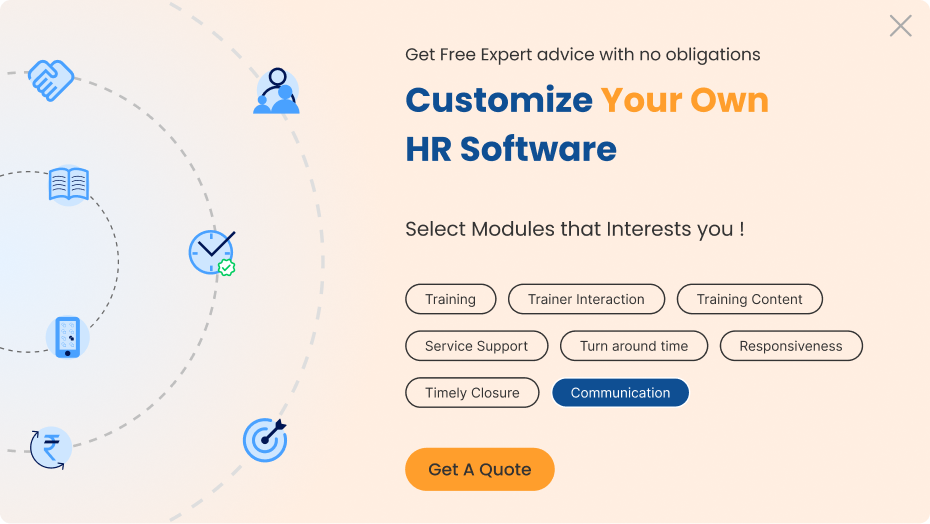 Get Free Expert advice with no obligations
Customize Your Own
HR Software
Select Modules that Interests you !
Training
Trainer Interaction
Training Content
Service Support
Turn around time
Responsiveness
Timely Closure
Communication
Get A Quote